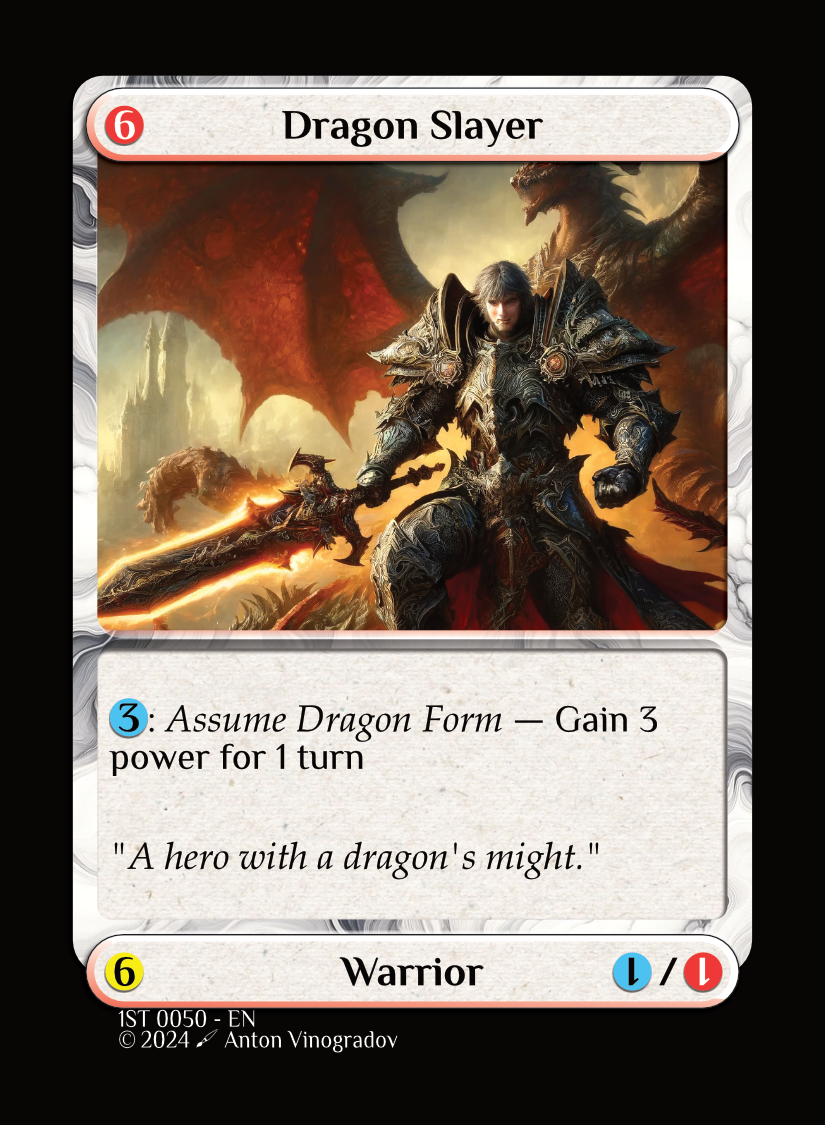 6 Dragon Slayer
3: Assume Dragon Form — Gain 3
power for 1 turn
"A hero with a dragon's might."
6 Warrior 1 / 1
1ST 0050 - EN
© 2024 🖌 Anton Vinogradov